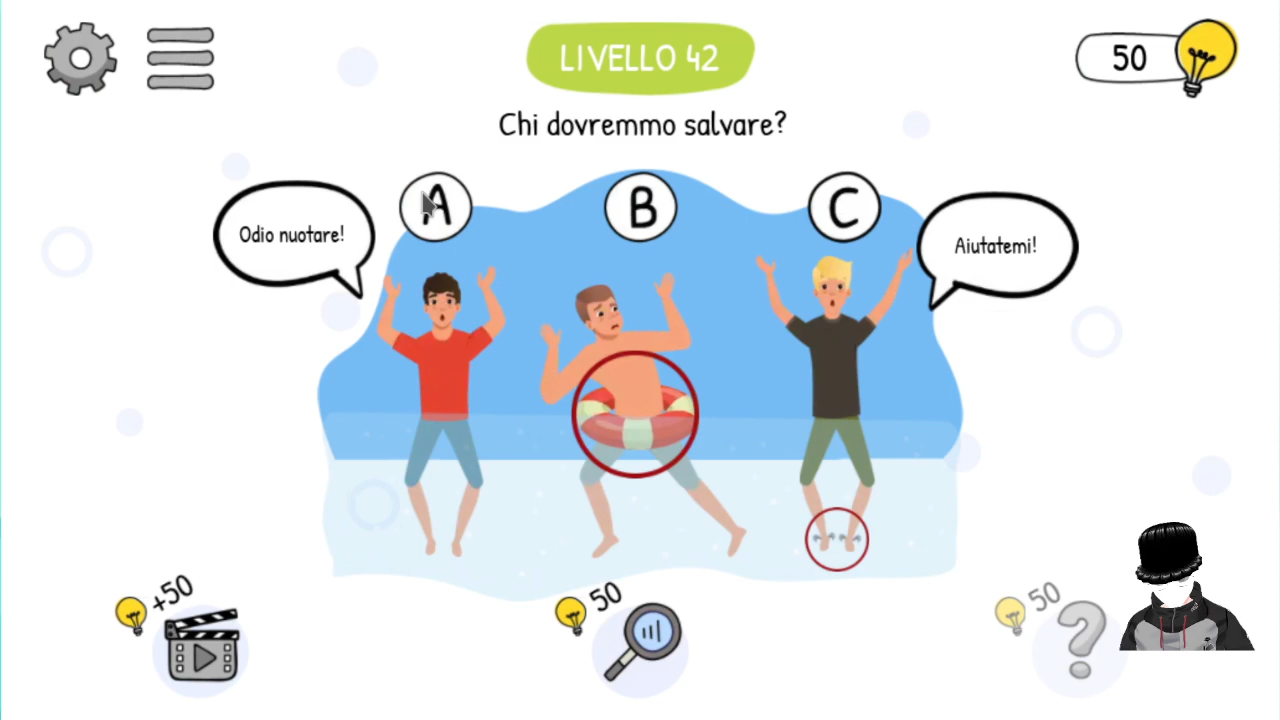 LIVELLO 42
50
Chi dovremmo salvare?
A
B
C
Odio nuotare!
Aiutatemi!
+50
50
50
?